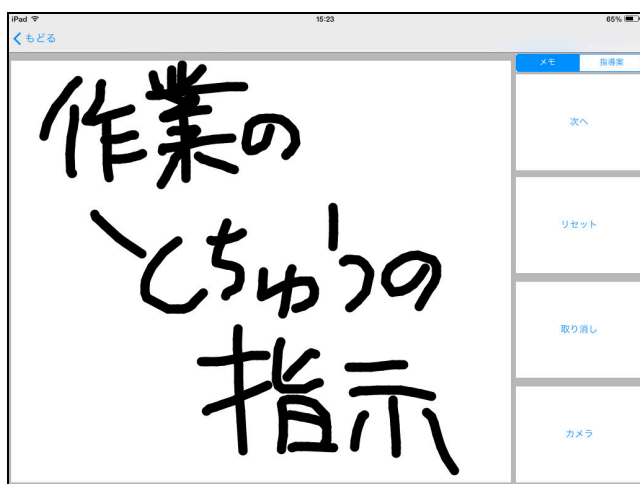 iPad 15:23 65%
もどる
メモ 指導案
作業の
とちゅうの
指示
次へ
リセット
取り消し
カメラ